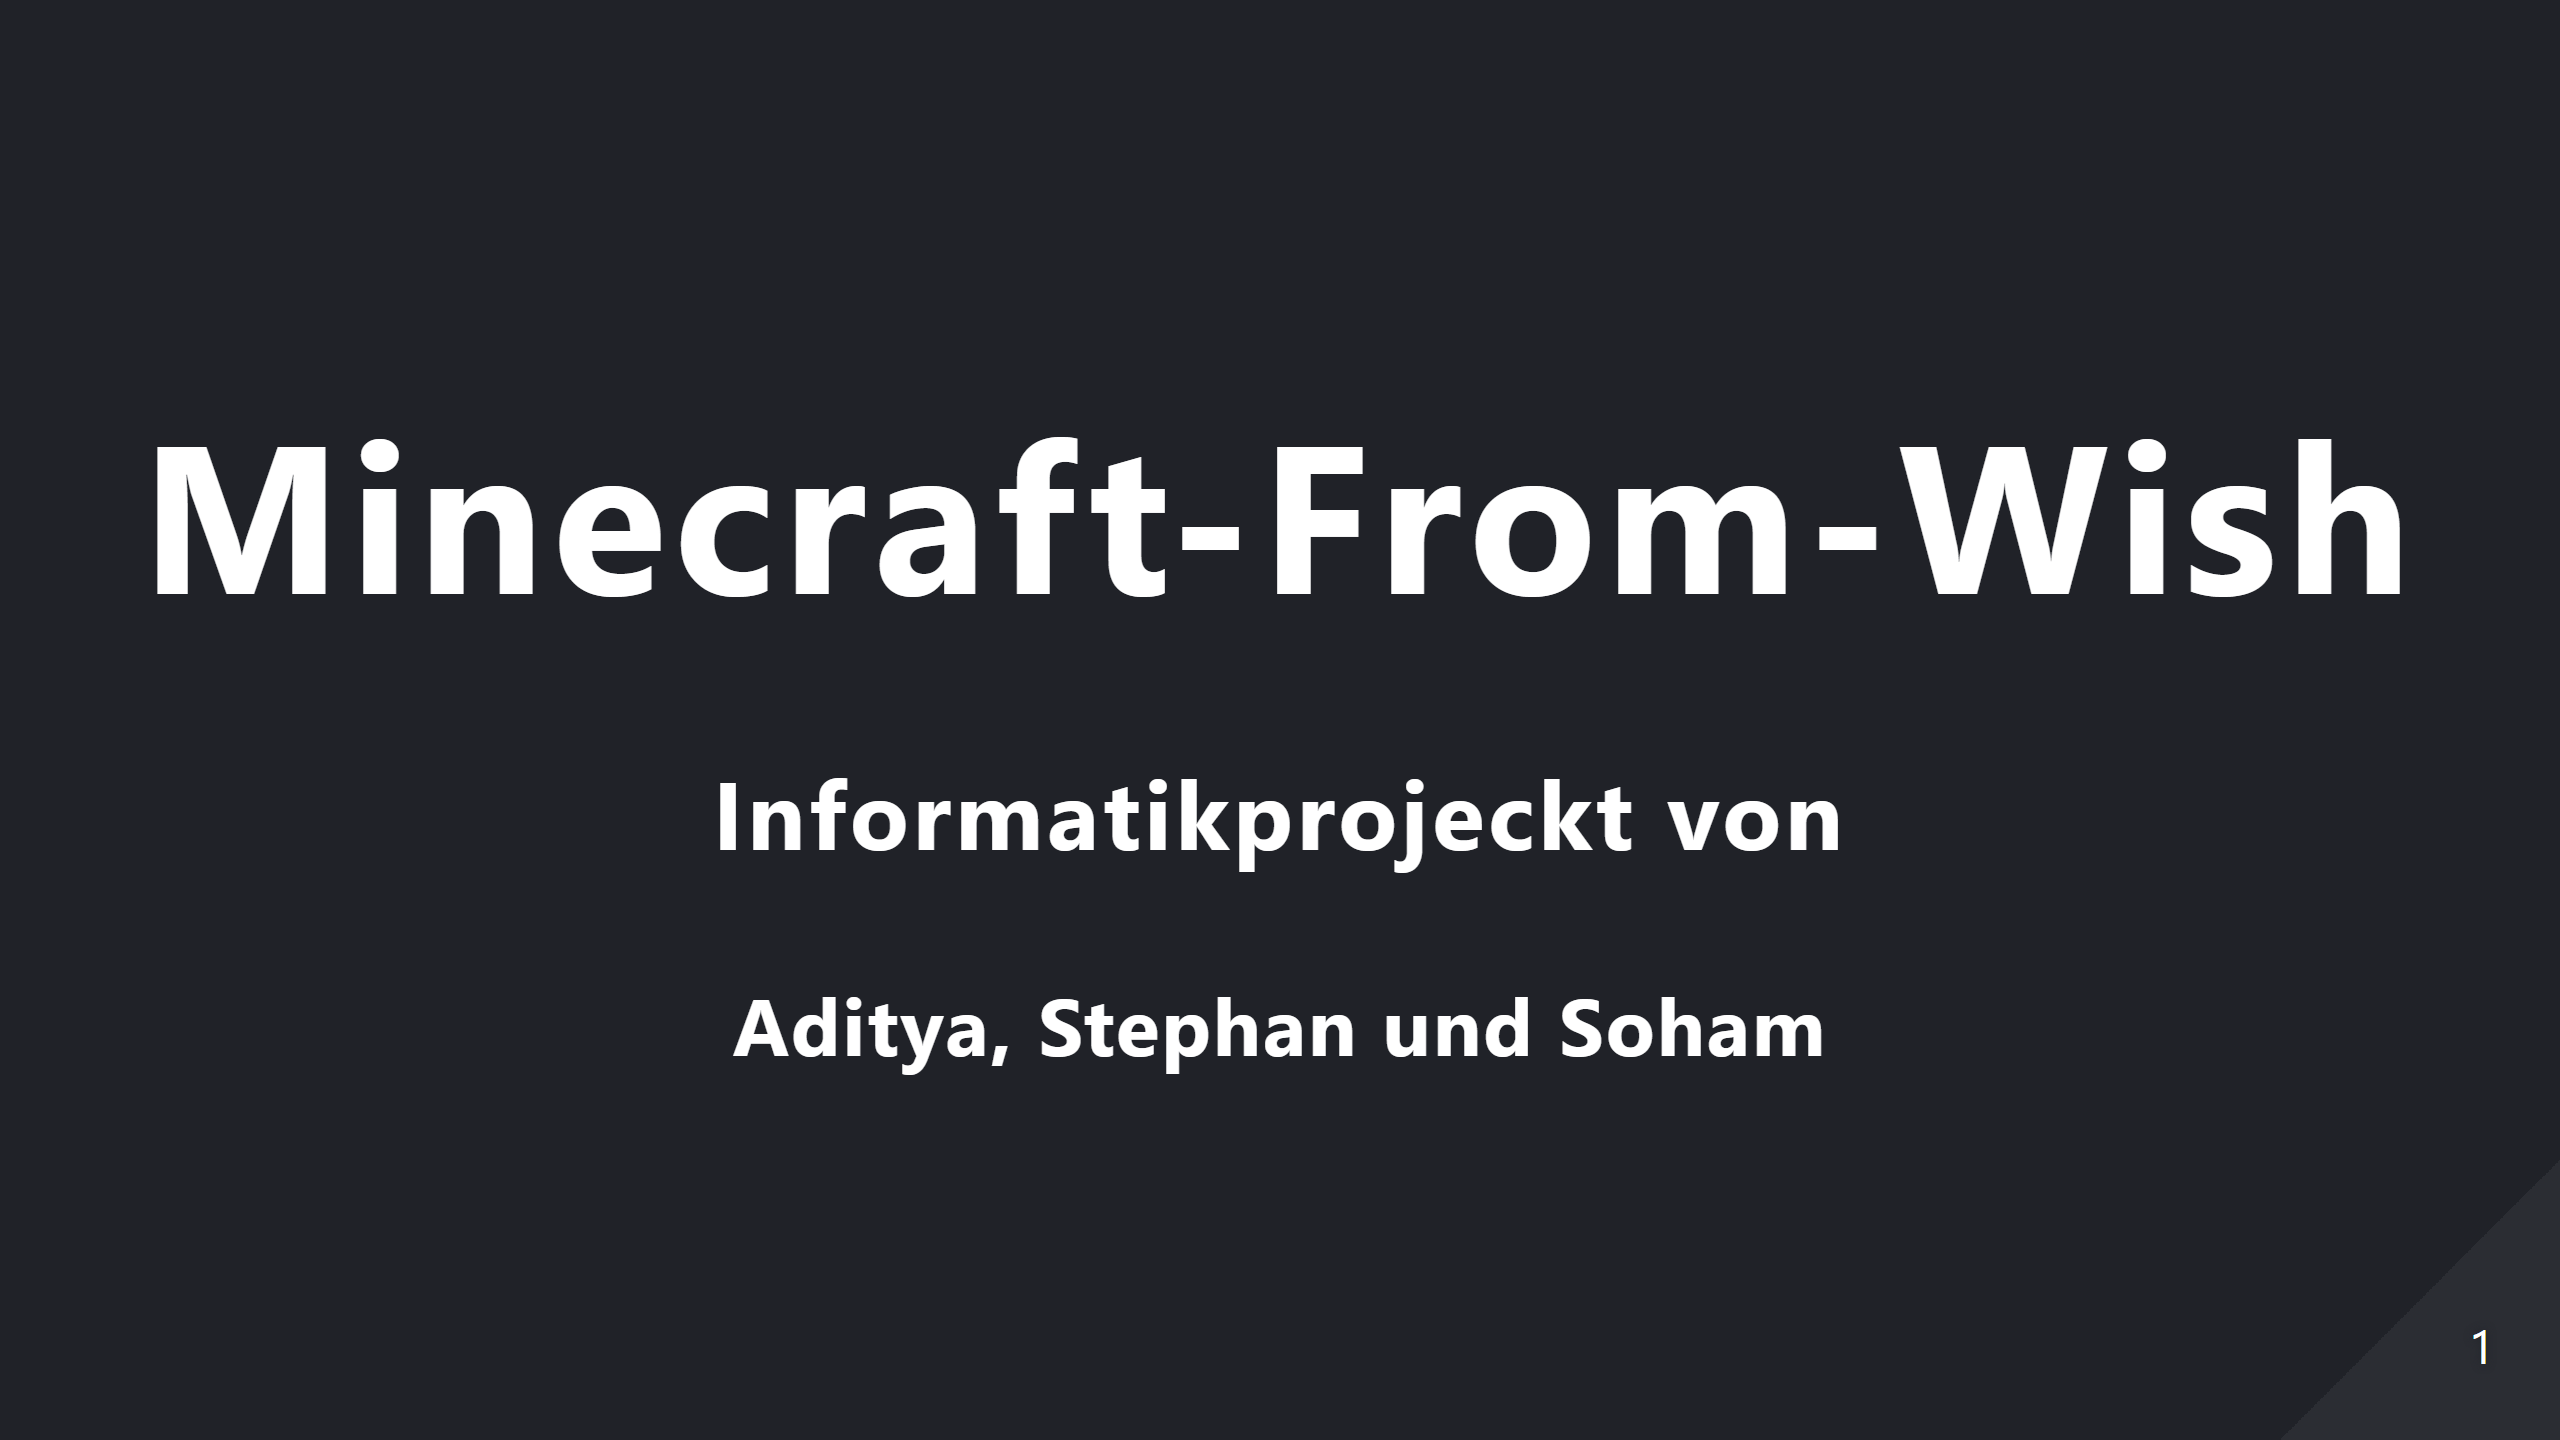 Minecraft-From-Wish
Informatikprojeckt von
Aditya, Stephan und Soham
1